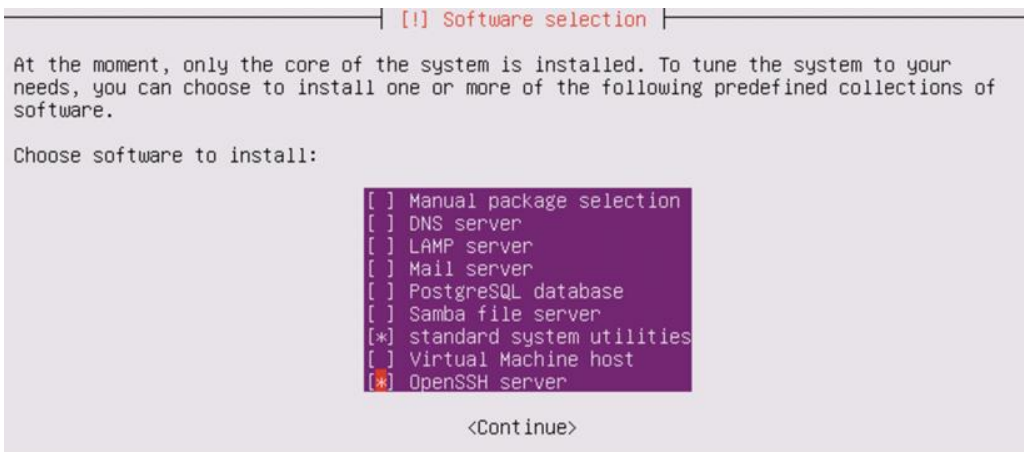 [!] Software selection
At the moment, only the core of the system is installed. To tune the system to your
needs, you can choose to install one or more of the following predefined collections of
software.
Choose software to install:
[ ] Manual package selection
[ ] DNS server
[ ] LAMP server
[ ] Mail server
[ ] PostgreSQL database
[ ] Samba file server
[*] standard system utilities
[ ] Virtual Machine host
[*] OpenSSH server
<Continue>